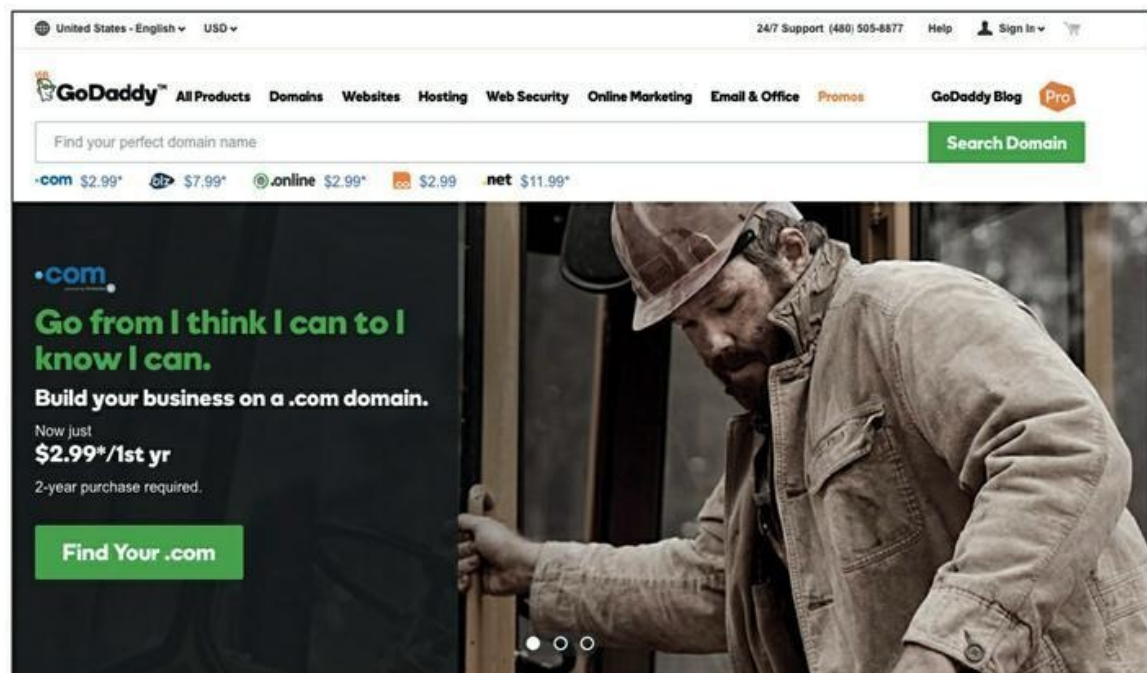 United States - English USD 24/7 Support (480) 505-8877 Help Sign In
GoDaddy™ All Products Domains Websites Hosting Web Security Online Marketing Email & Office Promos GoDaddy Blog Pro
Find your perfect domain name Search Domain
.com $2.99* .biz $7.99* .online $2.99* .co $2.99 .net $11.99*
.com
Go from I think I can to I
know I can.
Build your business on a .com domain.
Now just
$2.99*/1st yr
2-year purchase required.
Find Your .com